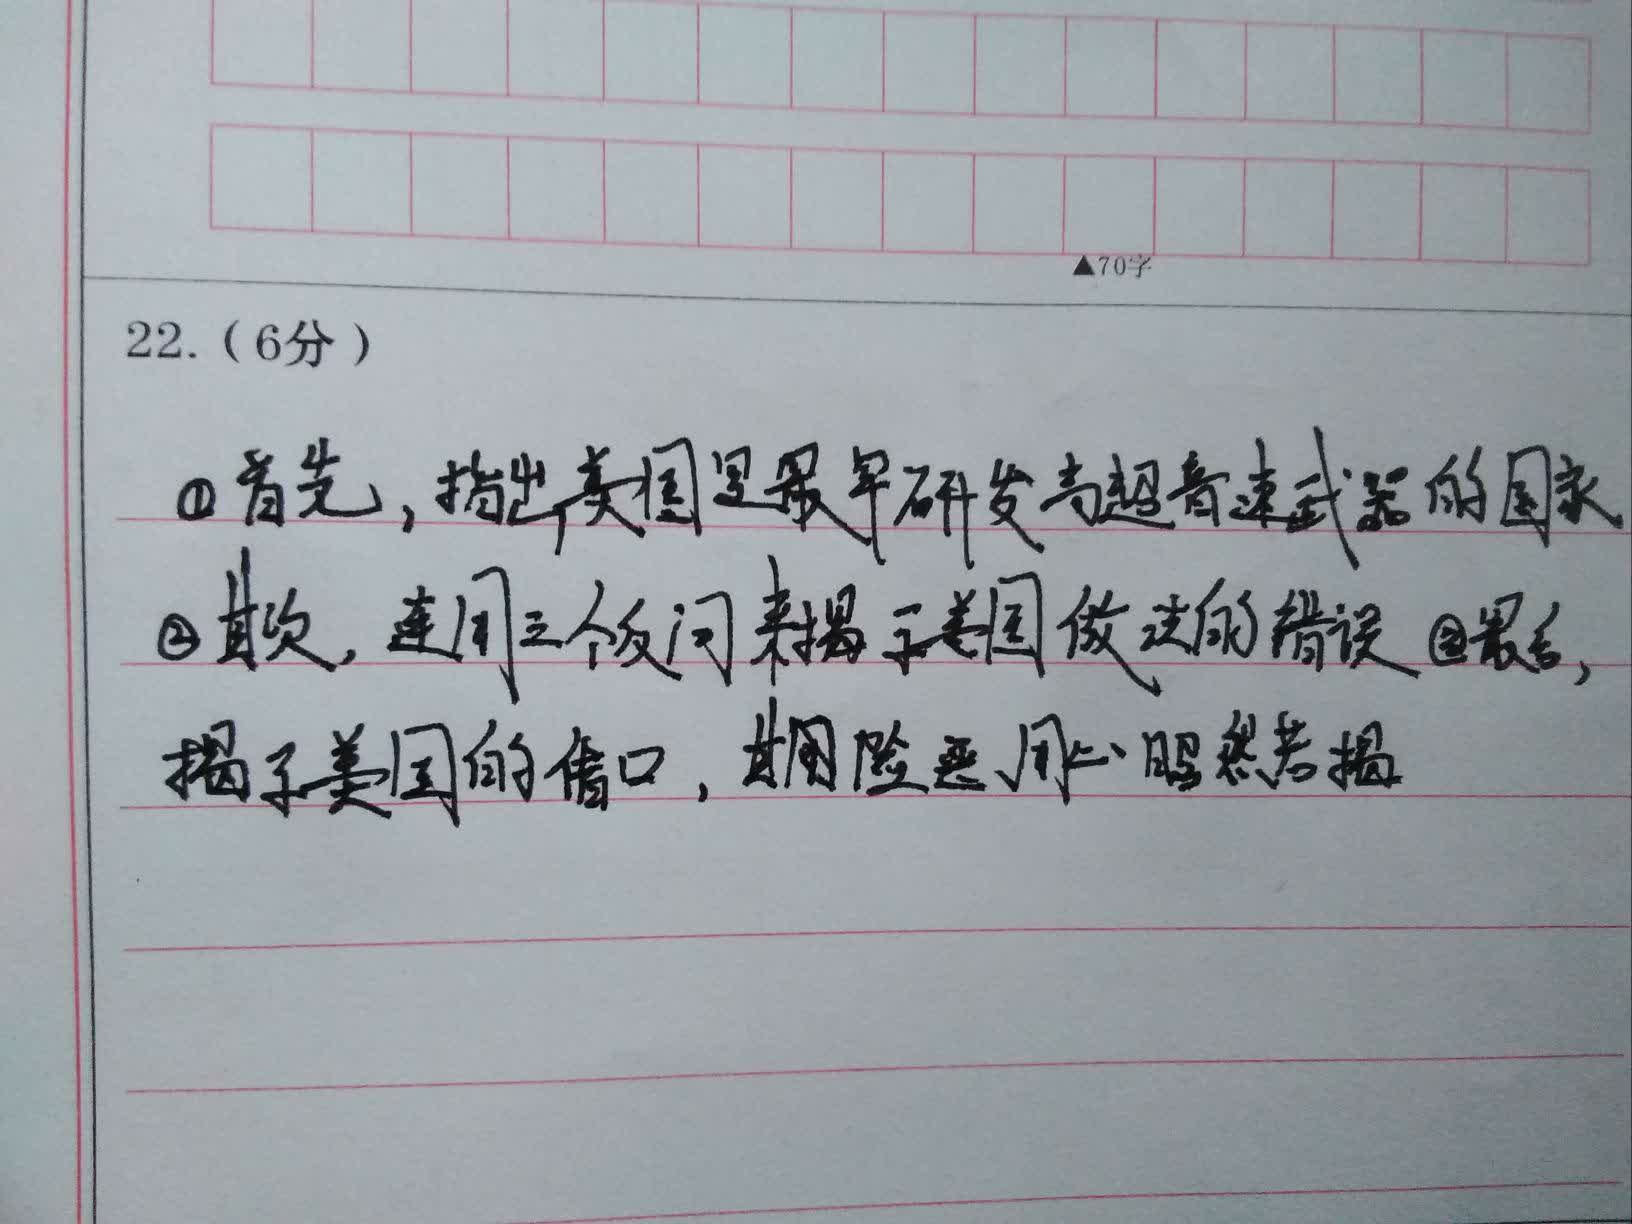 ▲70字
22.(6分)
①首先,指出美国是最早研发高超音速武器的国家
②其次,连用三个反问来揭示美国做法的错误 ③最后,
揭示美国的借口,其险恶用心昭然若揭